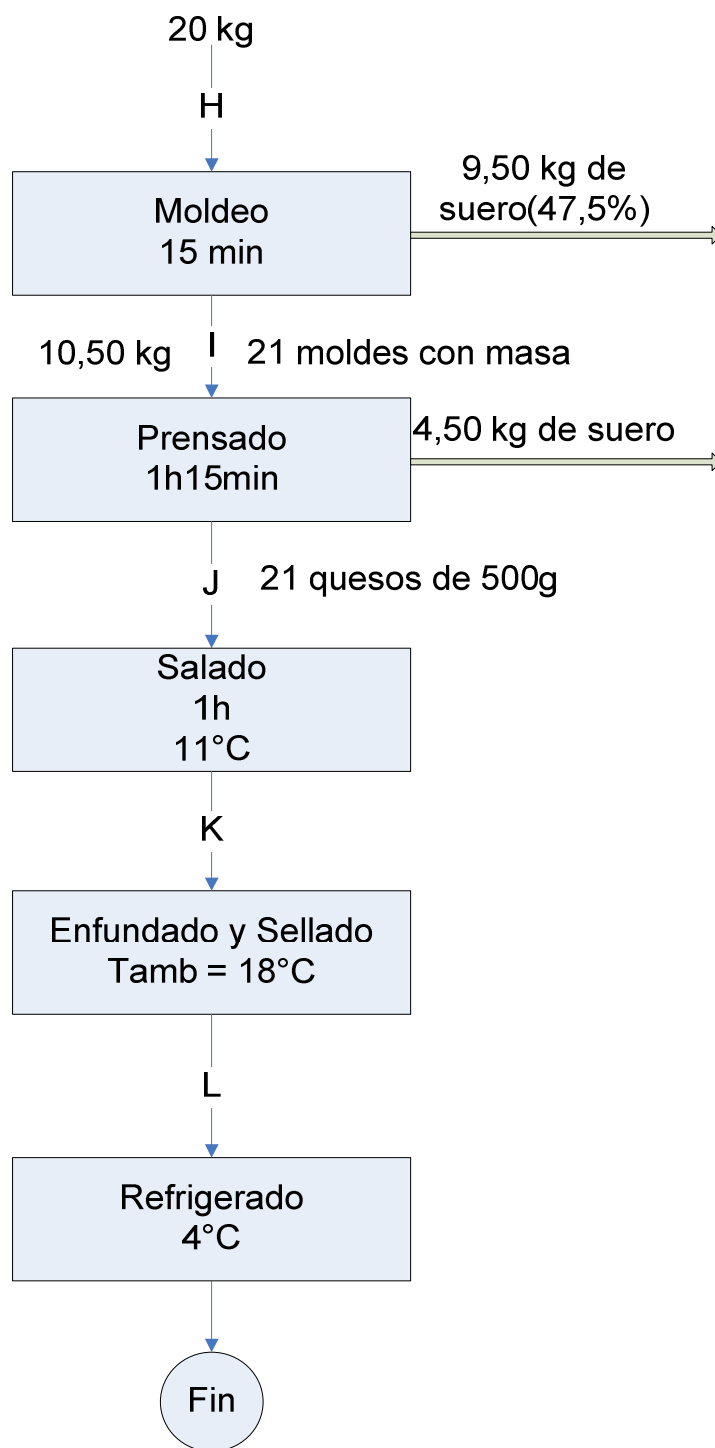 20 kg
H
Moldeo
15 min
9,50 kg de
suero(47,5%)
10,50 kg
I
21 moldes con masa
Prensado
1h15min
4,50 kg de suero
J
21 quesos de 500g
Salado
1h
11°C
K
Enfundado y Sellado
Tamb = 18°C
L
Refrigerado
4°C
Fin